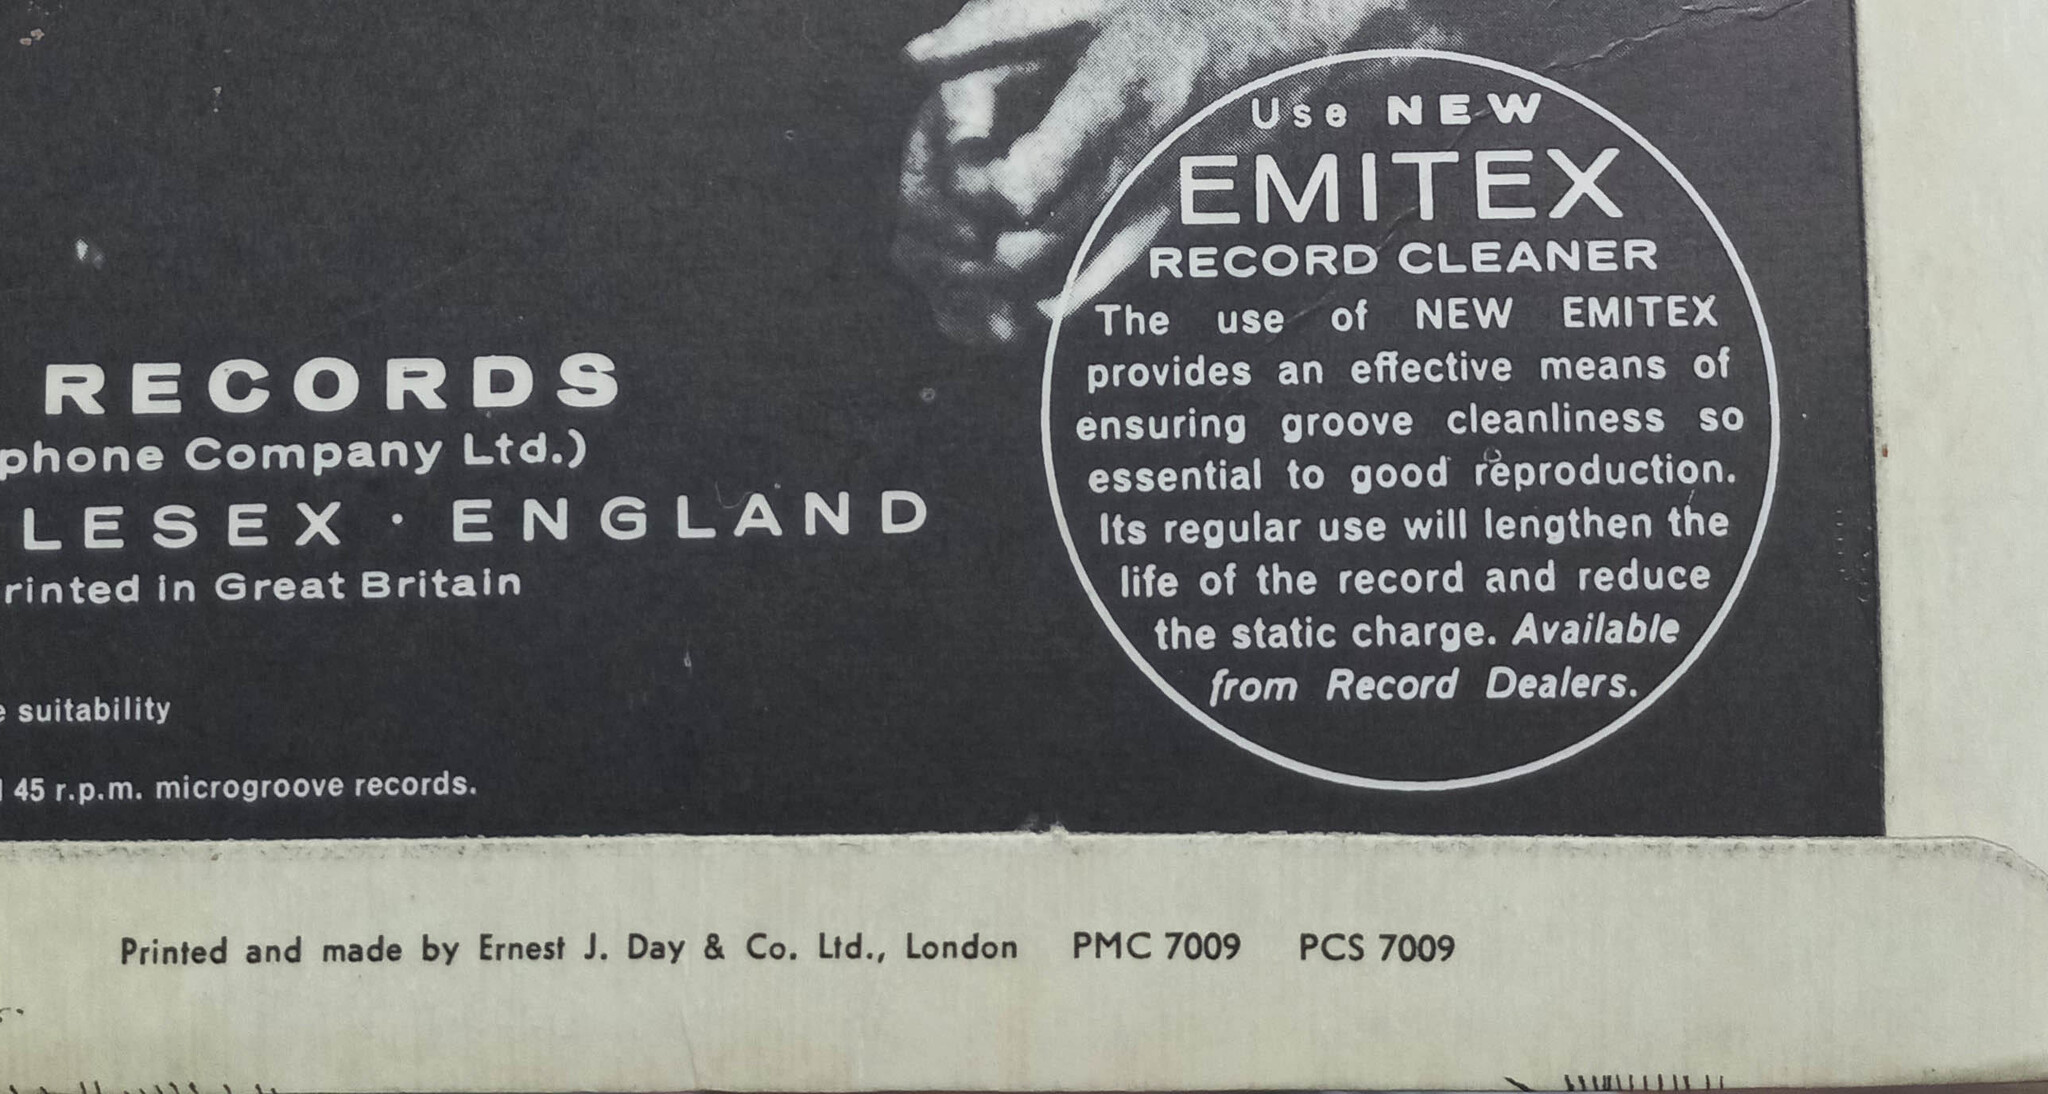 RECORDS
phone Company Ltd.)
LESEX · ENGLAND
rinted in Great Britain
suitability
45 r.p.m. microgroove records.
Use NEW
EMITEX
RECORD CLEANER
The use of NEW EMITEX
provides an effective means of
ensuring groove cleanliness so
essential to good reproduction.
Its regular use will lengthen the
life of the record and reduce
the static charge. Available
from Record Dealers.
Printed and made by Ernest J. Day & Co. Ltd., London PMC 7009 PCS 7009